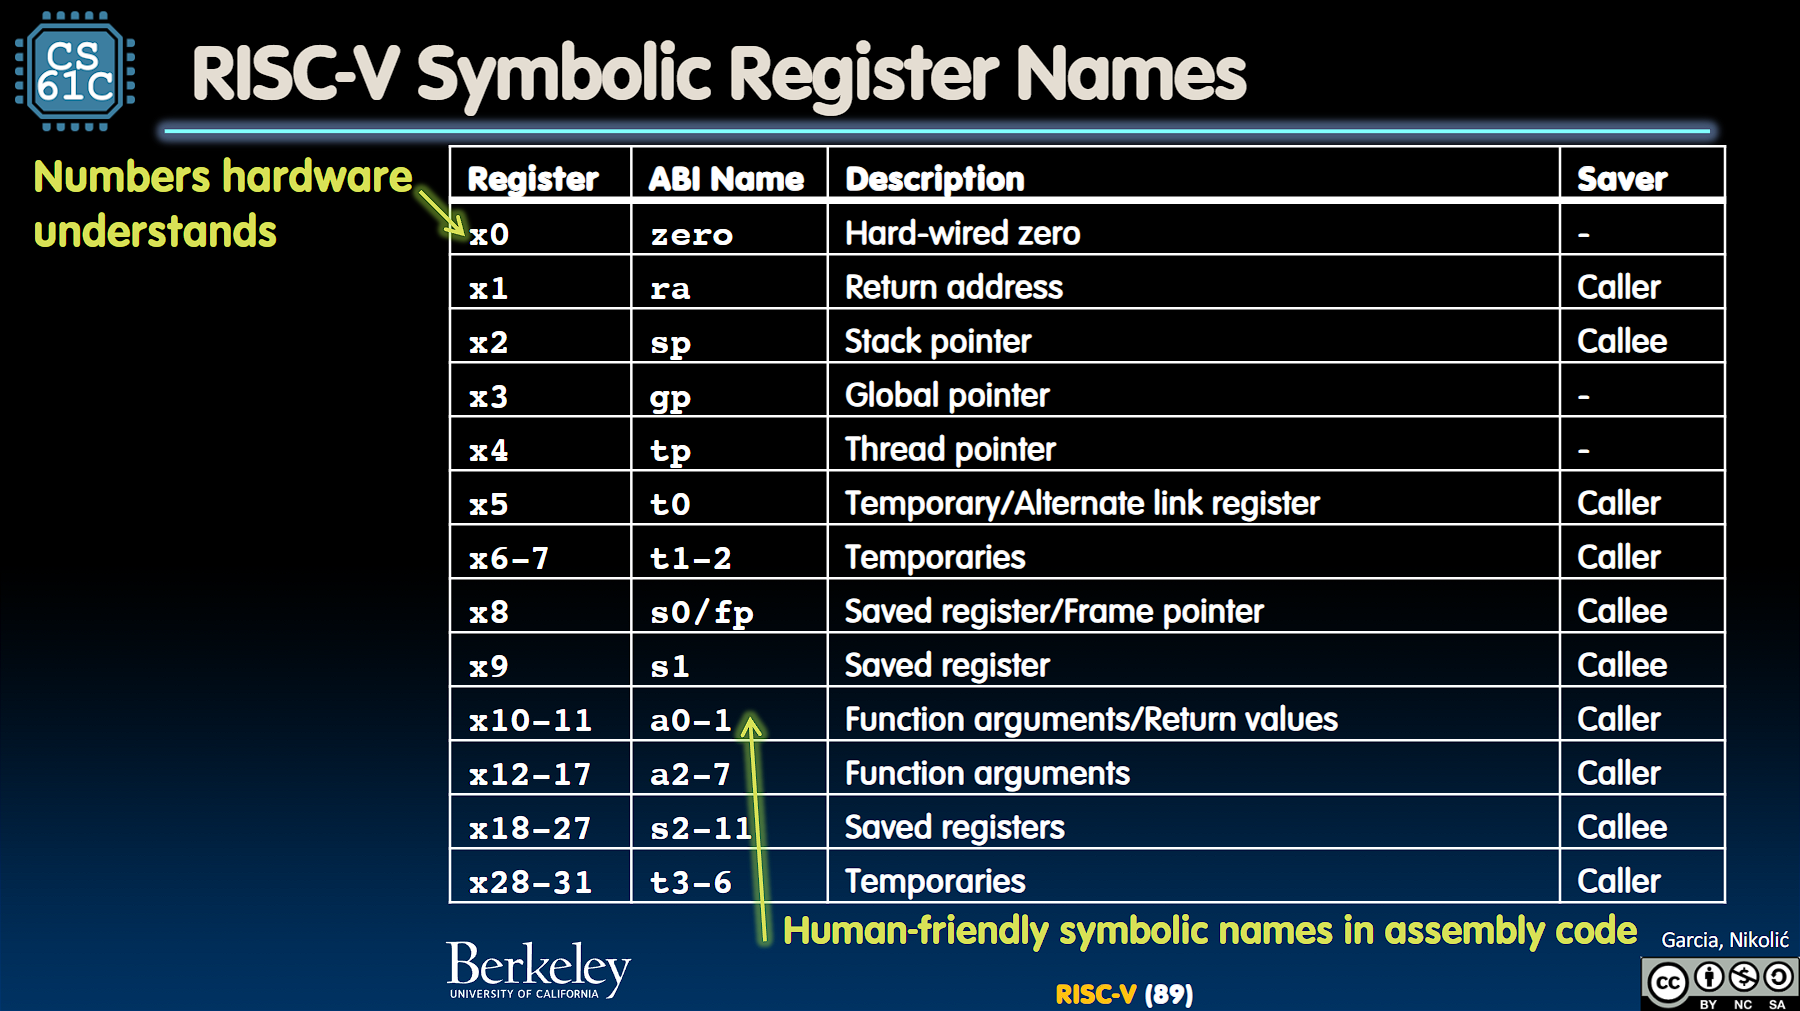 CS
61C
RISC-V Symbolic Register Names
Numbers hardware
understands
Register ABI Name Description Saver
x0 zero Hard-wired zero -
x1 ra Return address Caller
x2 sp Stack pointer Callee
x3 gp Global pointer -
x4 tp Thread pointer -
x5 t0 Temporary/Alternate link register Caller
x6-7 t1-2 Temporaries Caller
x8 s0/fp Saved register/Frame pointer Callee
x9 s1 Saved register Callee
x10-11 a0-1 Function arguments/Return values Caller
x12-17 a2-7 Function arguments Caller
x18-27 s2-11 Saved registers Callee
x28-31 t3-6 Temporaries Caller
Human-friendly symbolic names in assembly code
Berkeley
UNIVERSITY OF CALIFORNIA
RISC-V (89)
Garcia, Nikolić
cc
BY NC SA